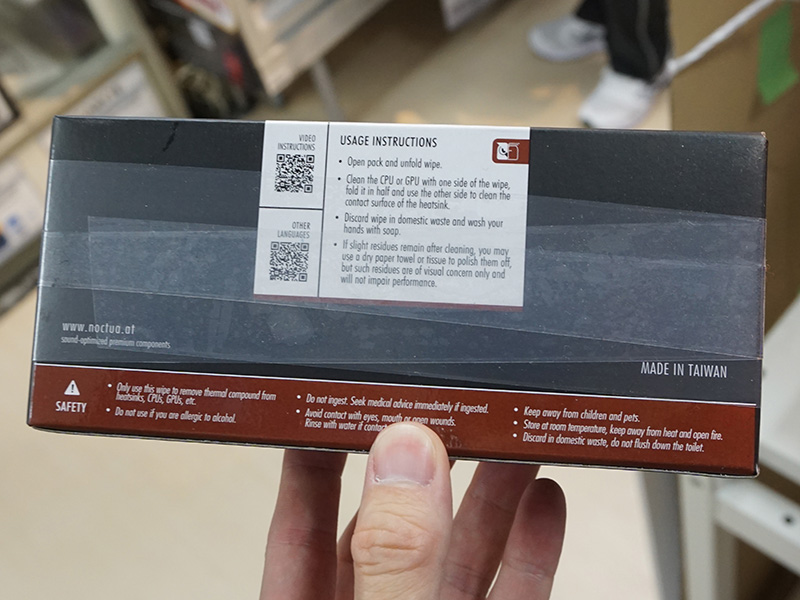 VIDEO
INSTRUCTIONS
OTHER
LANGUAGES
USAGE INSTRUCTIONS
• Open pack and unfold wipe.
• Clean the CPU or GPU with one side of the wipe,
fold it in half and use the other side to clean the
contact surface of the heatsink.
• Discard wipe in domestic waste and wash your
hands with soap.
• If slight residues remain after cleaning, you may
use a dry paper towel or tissue to polish them off,
but such residues are of visual concern only and
will not impair performance.
www.noctua.at
sound-optimized premium components
MADE IN TAIWAN
SAFETY
• Only use this wipe to remove thermal compound from
heatsinks, CPUs, GPUs, etc.
• Do not use if you are allergic to alcohol.
• Do not ingest. Seek medical advice immediately if ingested.
• Avoid contact with eyes, mouth or open wounds.
Rinse with water if contact
• Keep away from children and pets.
• Store at room temperature, keep away from heat and open fire.
• Discard in domestic waste, do not flush down the toilet.